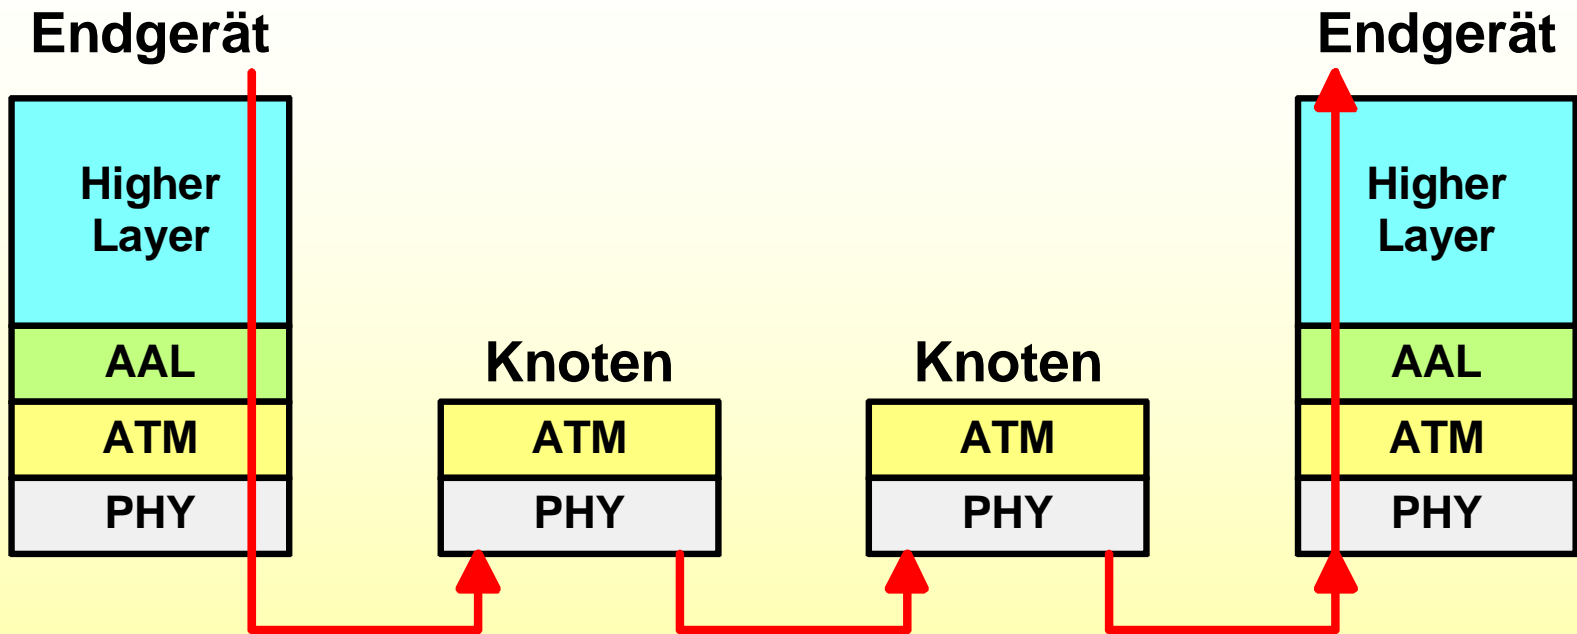 Endgerät
Higher
Layer
AAL
ATM
PHY
Knoten
ATM
PHY
Knoten
ATM
PHY
Endgerät
Higher
Layer
AAL
ATM
PHY